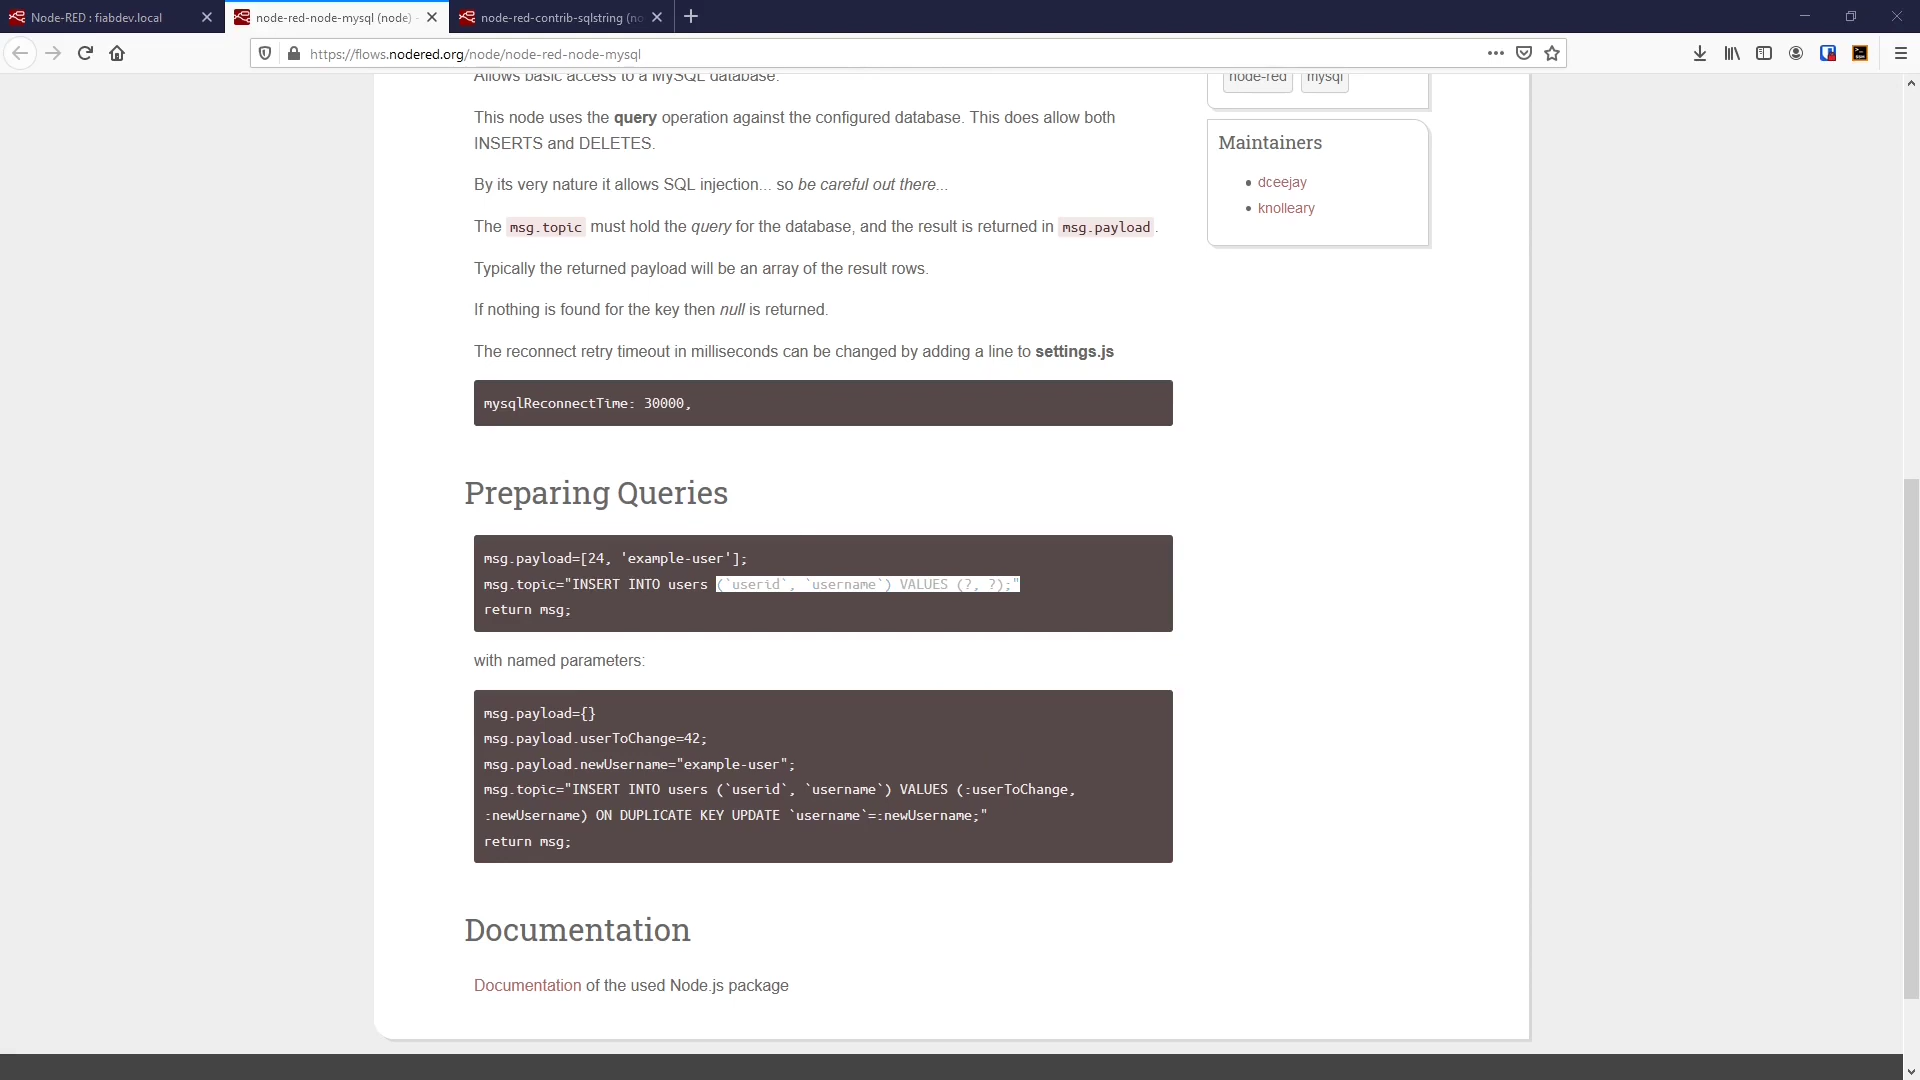 Node-RED : fiabdev.local
node-red-node-mysql (node) -
node-red-contrib-sqlstring (no
https://flows.nodered.org/node/node-red-node-mysql
Allows basic access to a MySQL database.
This node uses the query operation against the configured database. This does allow both
INSERTS and DELETES.
By its very nature it allows SQL injection... so be careful out there...
The msg.topic must hold the query for the database, and the result is returned in msg.payload.
Typically the returned payload will be an array of the result rows.
If nothing is found for the key then null is returned.
The reconnect retry timeout in milliseconds can be changed by adding a line to settings.js
mysqlReconnectTime: 30000,
Preparing Queries
msg.payload=[24, 'example-user'];
msg.topic="INSERT INTO users (`userid`, `username`) VALUES (?, ?);"
return msg;
with named parameters:
msg.payload={}
msg.payload.userToChange=42;
msg.payload.newUsername="example-user";
msg.topic="INSERT INTO users (`userid`, `username`) VALUES (:userToChange,
:newUsername) ON DUPLICATE KEY UPDATE `username`=:newUsername;"
return msg;
Documentation
Documentation of the used Node.js package
node-red mysql
Maintainers
dceejay
knolleary